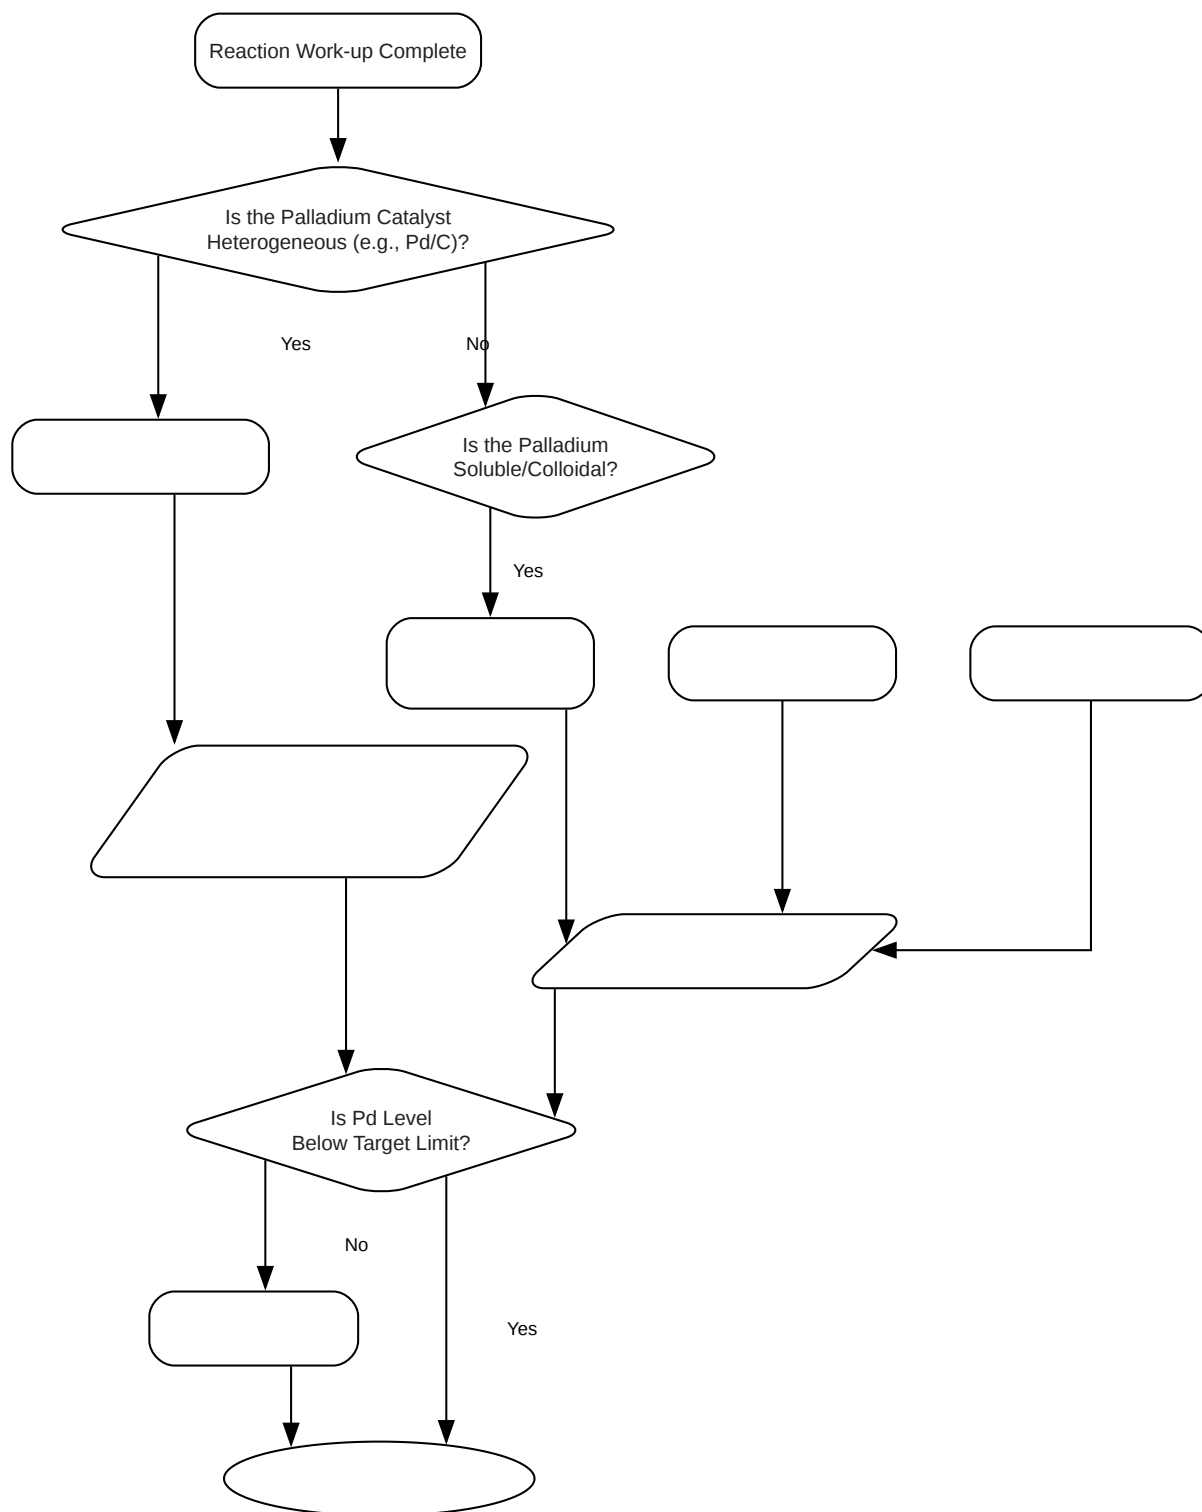 Reaction Work-up Complete
Is the Palladium Catalyst
Heterogeneous (e.g., Pd/C)?
Yes
No
Is the Palladium
Soluble/Colloidal?
Yes
Is Pd Level
Below Target Limit?
No
Yes